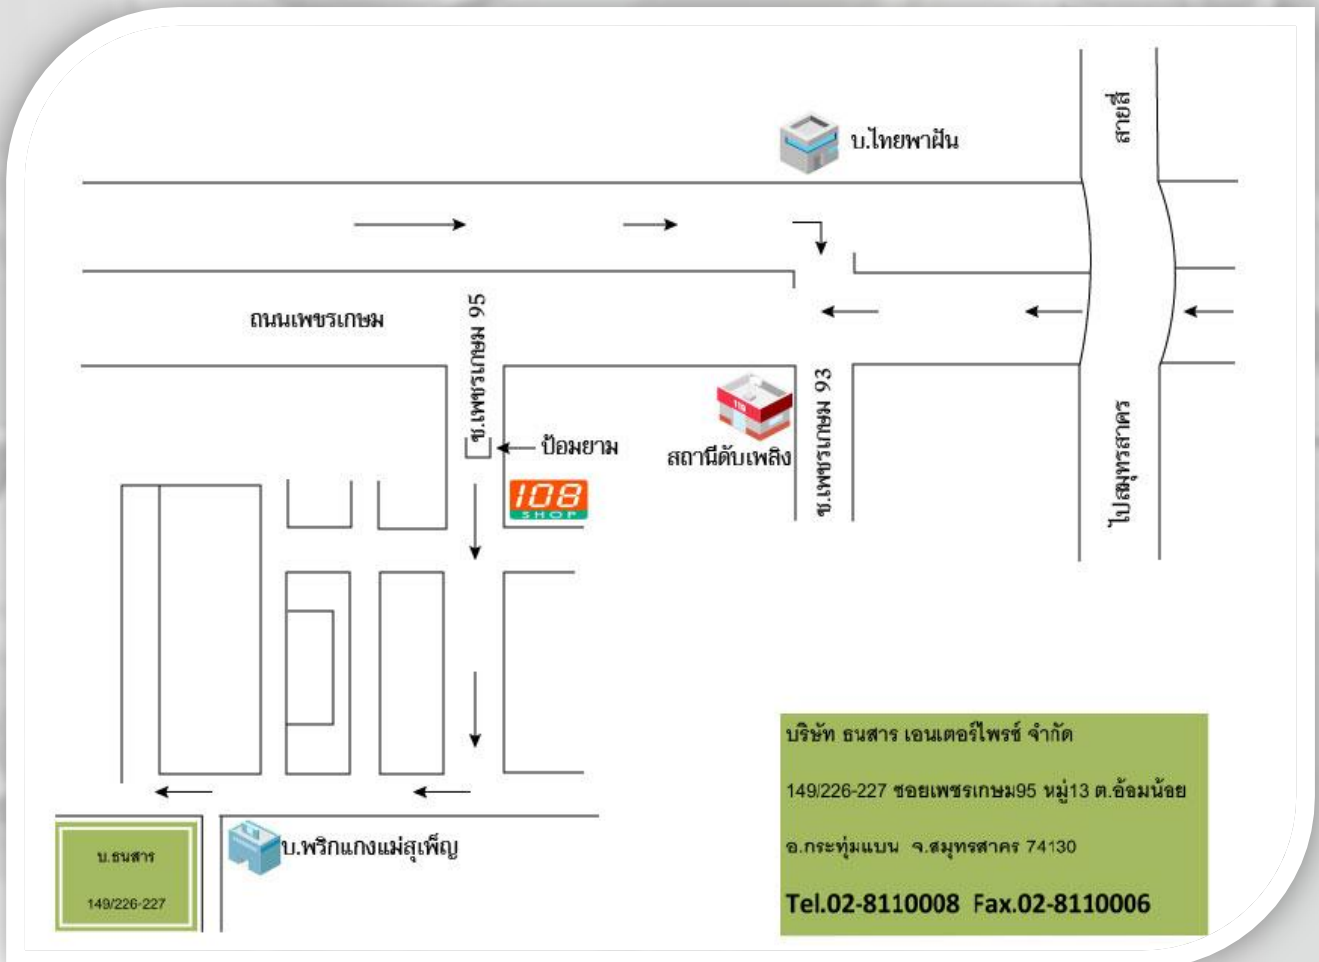 สายสี่
บ.ไทยพาฝัน
ถนนเพชรเกษม
ซ.เพชรเกษม 95
ซ.เพชรเกษม 93
ไปสมุทรสาคร
ป้อมยาม
สถานีดับเพลิง
108
SHOP
บริษัท ธนสาร เอนเตอร์ไพรซ์ จำกัด
149/226-227 ซอยเพชรเกษม95 หมู่13 ต.อ้อมน้อย
อ.กระทุ่มแบน จ.สมุทรสาคร 74130
Tel.02-8110008 Fax.02-8110006
บ.พริกแกงแม่สุเพ็ญ
บ.ธนสาร
149/226-227